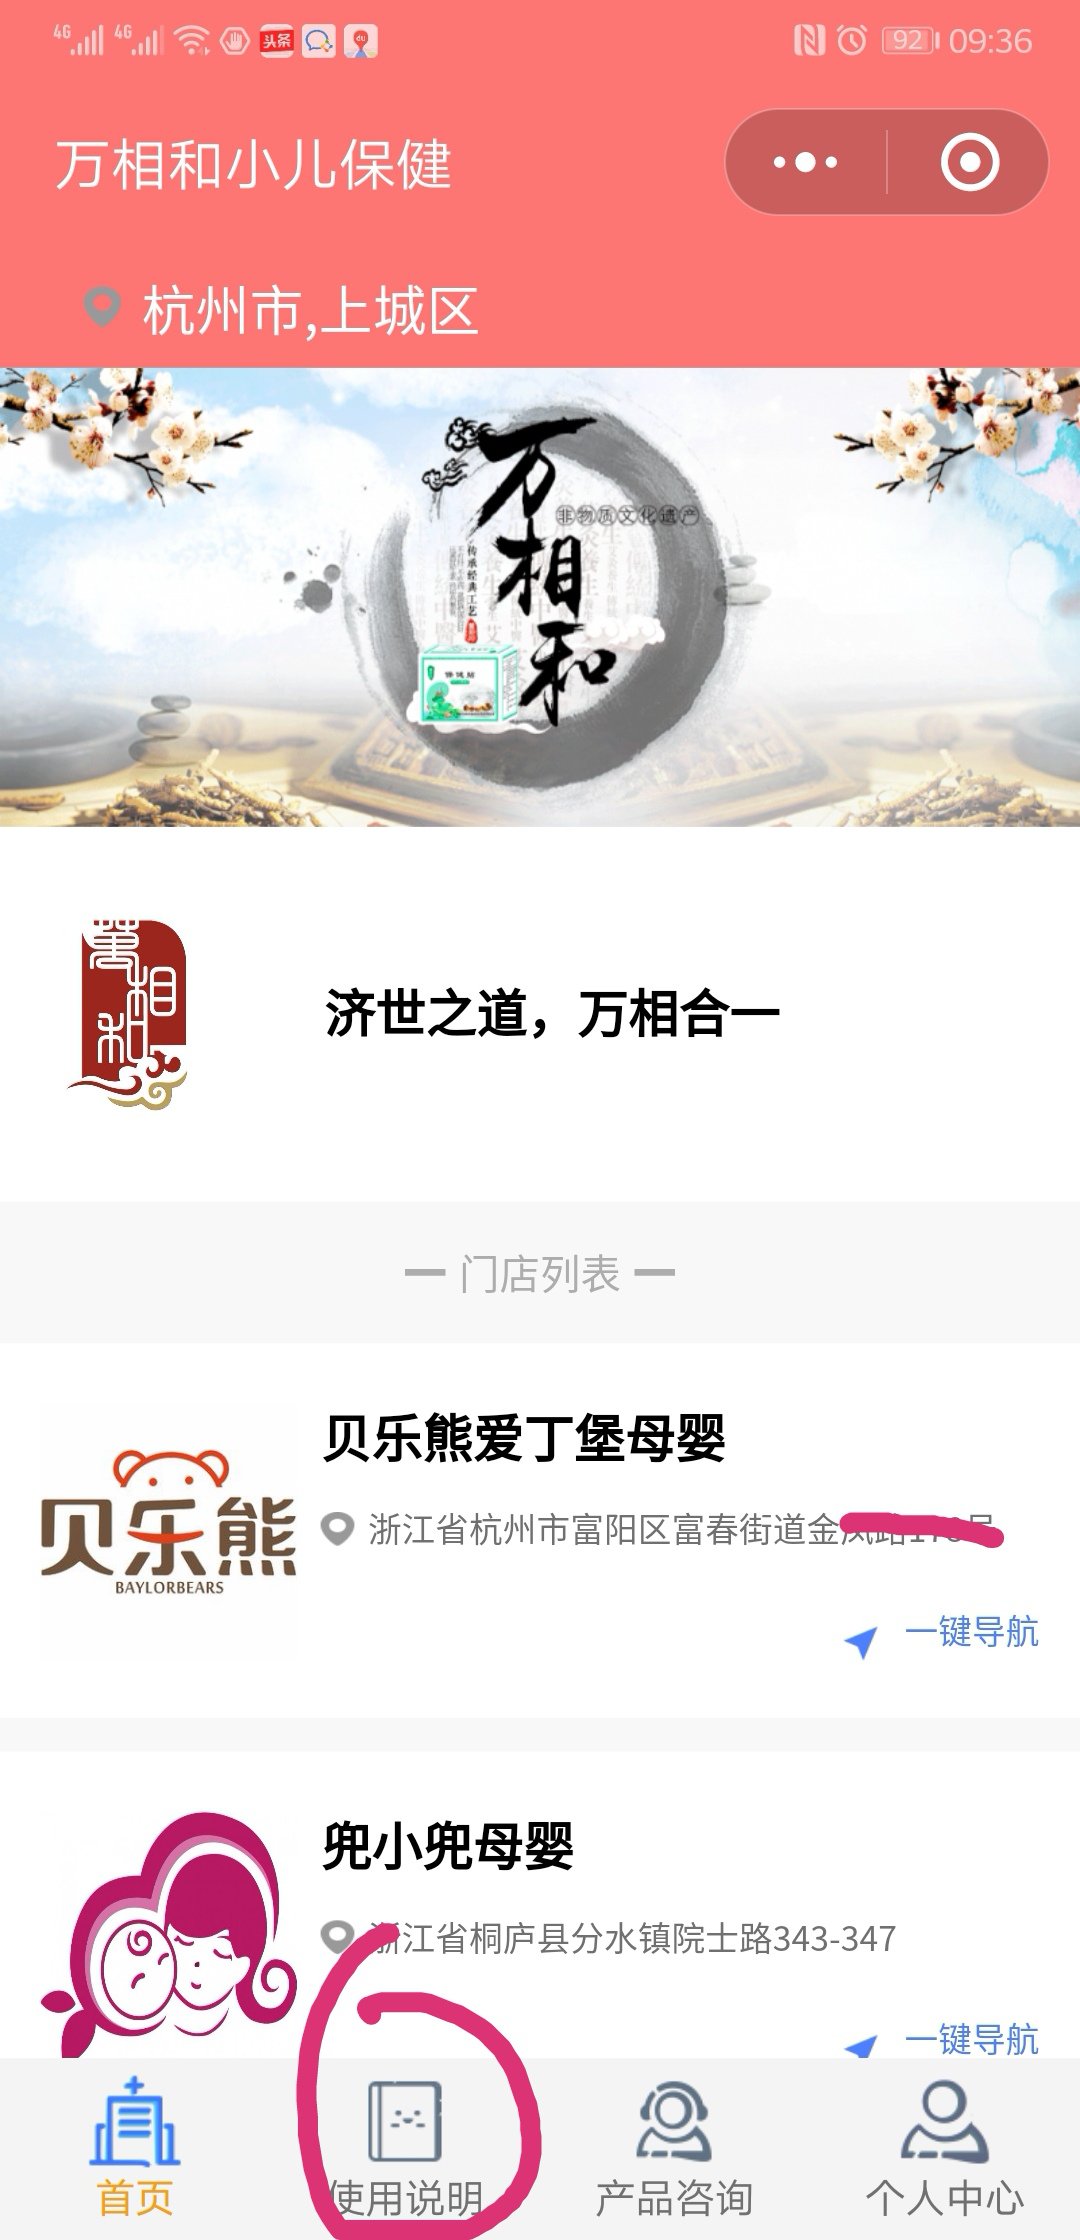 4G 4G 头条 du 92 09:36
万相和小儿保健
杭州市,上城区
万相和
非物质文化遗产
传承经典工艺
保健贴
萬相和
济世之道，万相合一
门店列表
贝乐熊爱丁堡母婴
贝乐熊
BAYLORBEARS
浙江省杭州市富阳区富春街道金
一键导航
兜小兜母婴
浙江省桐庐县分水镇院士路343-347
一键导航
首页 使用说明 产品咨询 个人中心